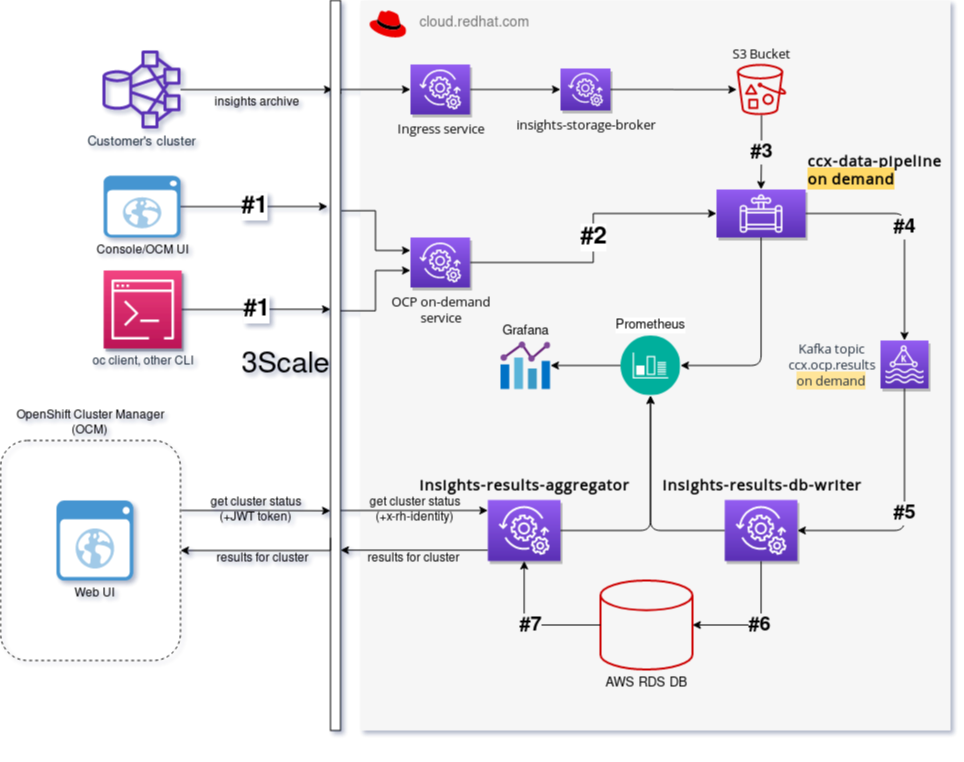 cloud.redhat.com
S3 Bucket
insights archive
Ingress service
insights-storage-broker
Customer's cluster
#3
ccx-data-pipeline
on demand
#1
#2
#4
Console/OCM UI
OCP on-demand
service
#1
Grafana
Prometheus
Kafka topic
ccx.ocp.results
on demand
oc client, other CLI
3Scale
OpenShift Cluster Manager
(OCM)
Insights-results-aggregator
Insights-results-db-writer
get cluster status
(+JWT token)
get cluster status
(+x-rh-identity)
#5
results for cluster
results for cluster
Web UI
#7
#6
AWS RDS DB